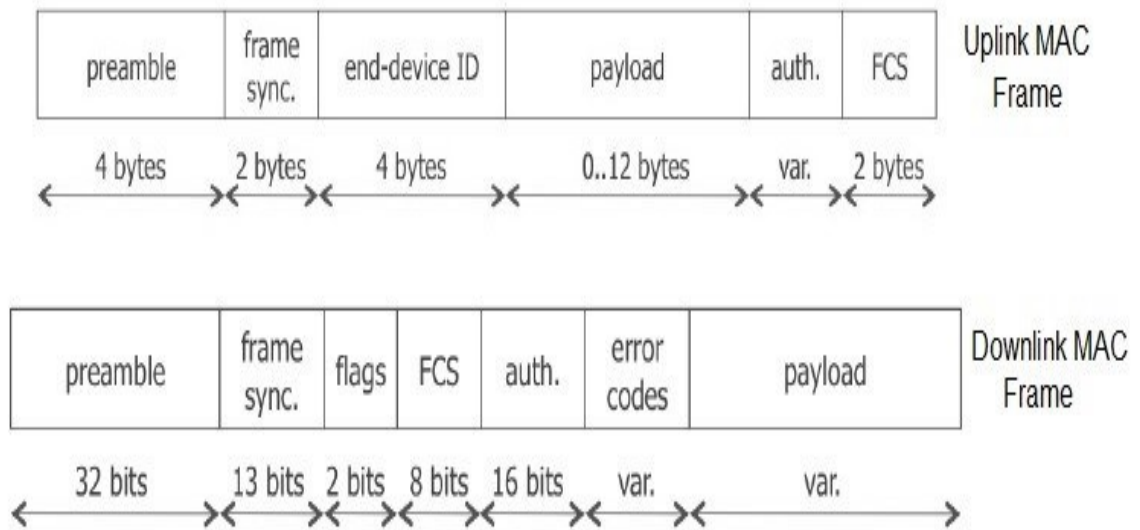 preamble
frame
sync.
end-device ID
payload
auth.
FCS
Uplink MAC
Frame
4 bytes
2 bytes
4 bytes
0..12 bytes
var.
2 bytes
preamble
frame
sync.
flags
FCS
auth.
error
codes
payload
Downlink MAC
Frame
32 bits
13 bits
2 bits
8 bits
16 bits
var.
var.